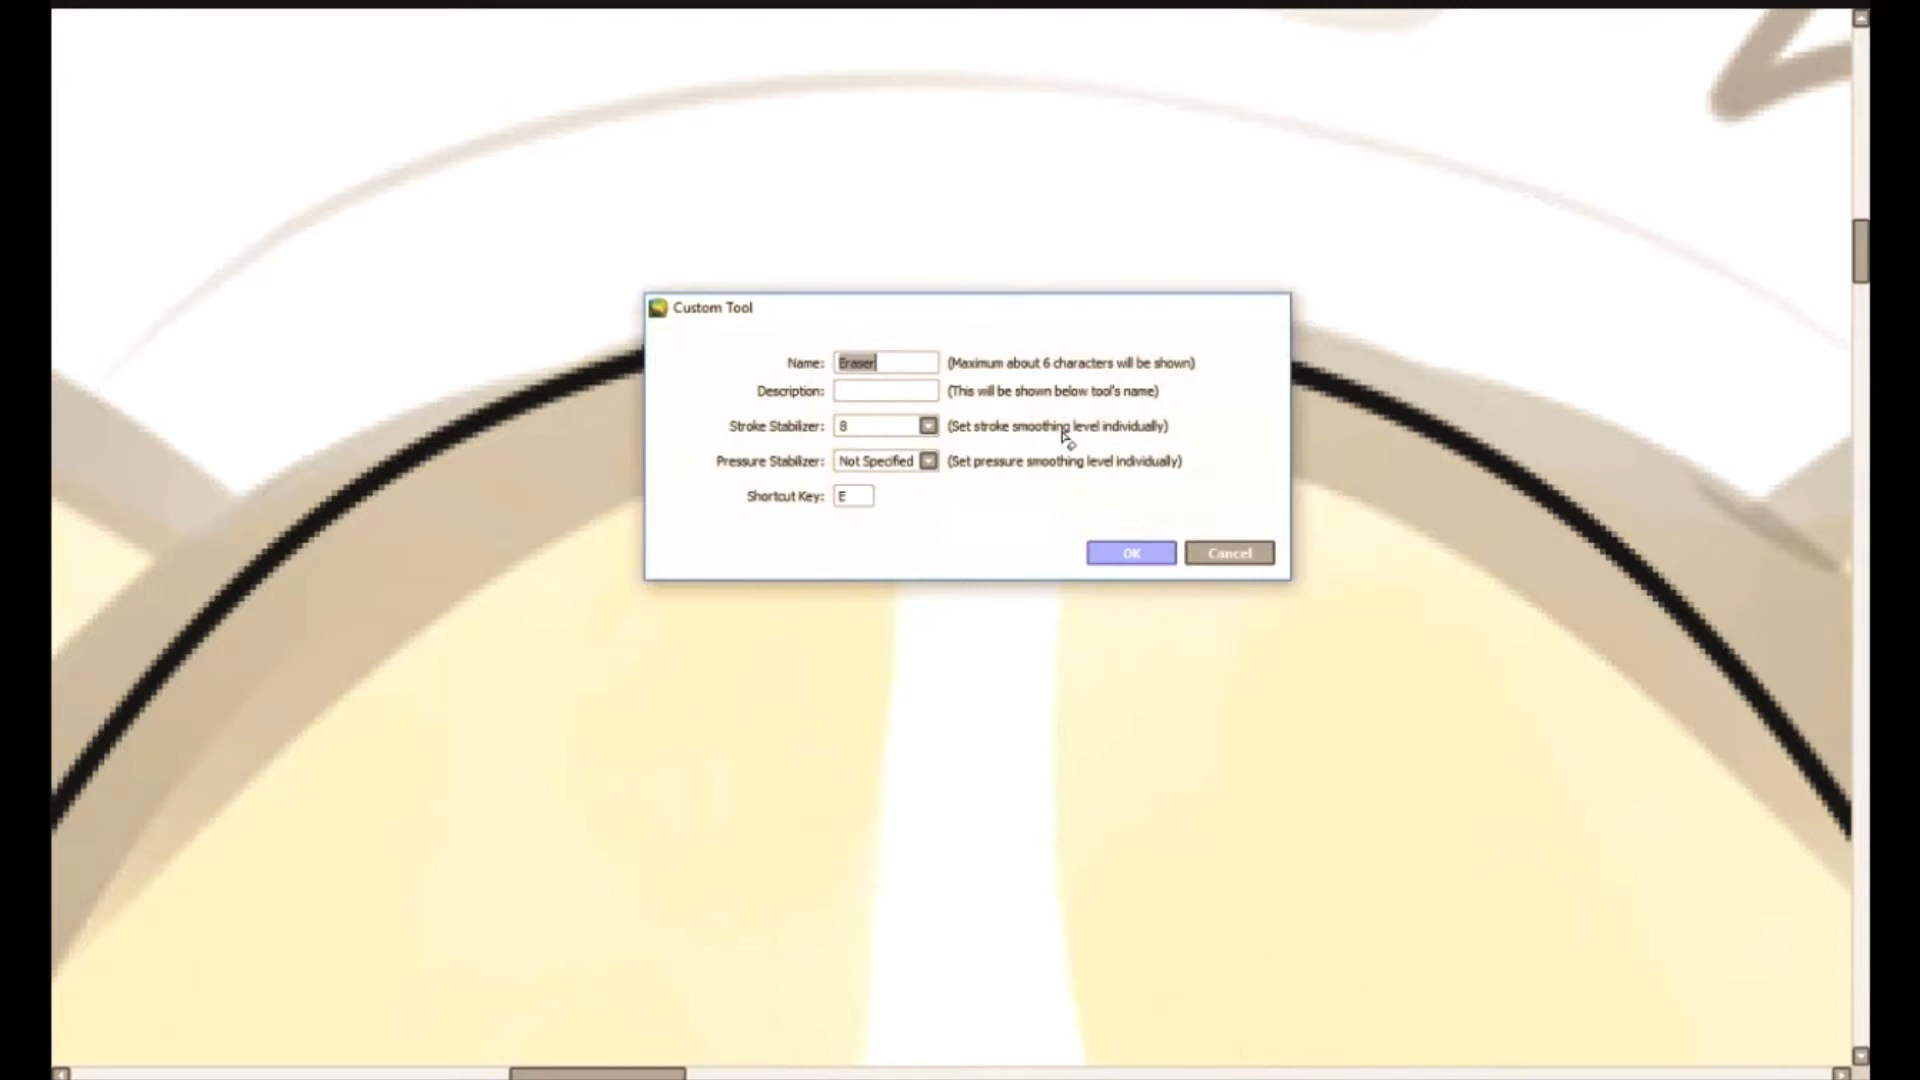 Custom Tool
Name: Eraser (Maximum about 6 characters will be shown)
Description: (This will be shown below tool's name)
Stroke Stabilizer: 8 (Set stroke smoothing level individually)
Pressure Stabilizer: Not Specified (Set pressure smoothing level individually)
Shortcut Key: E
OK Cancel